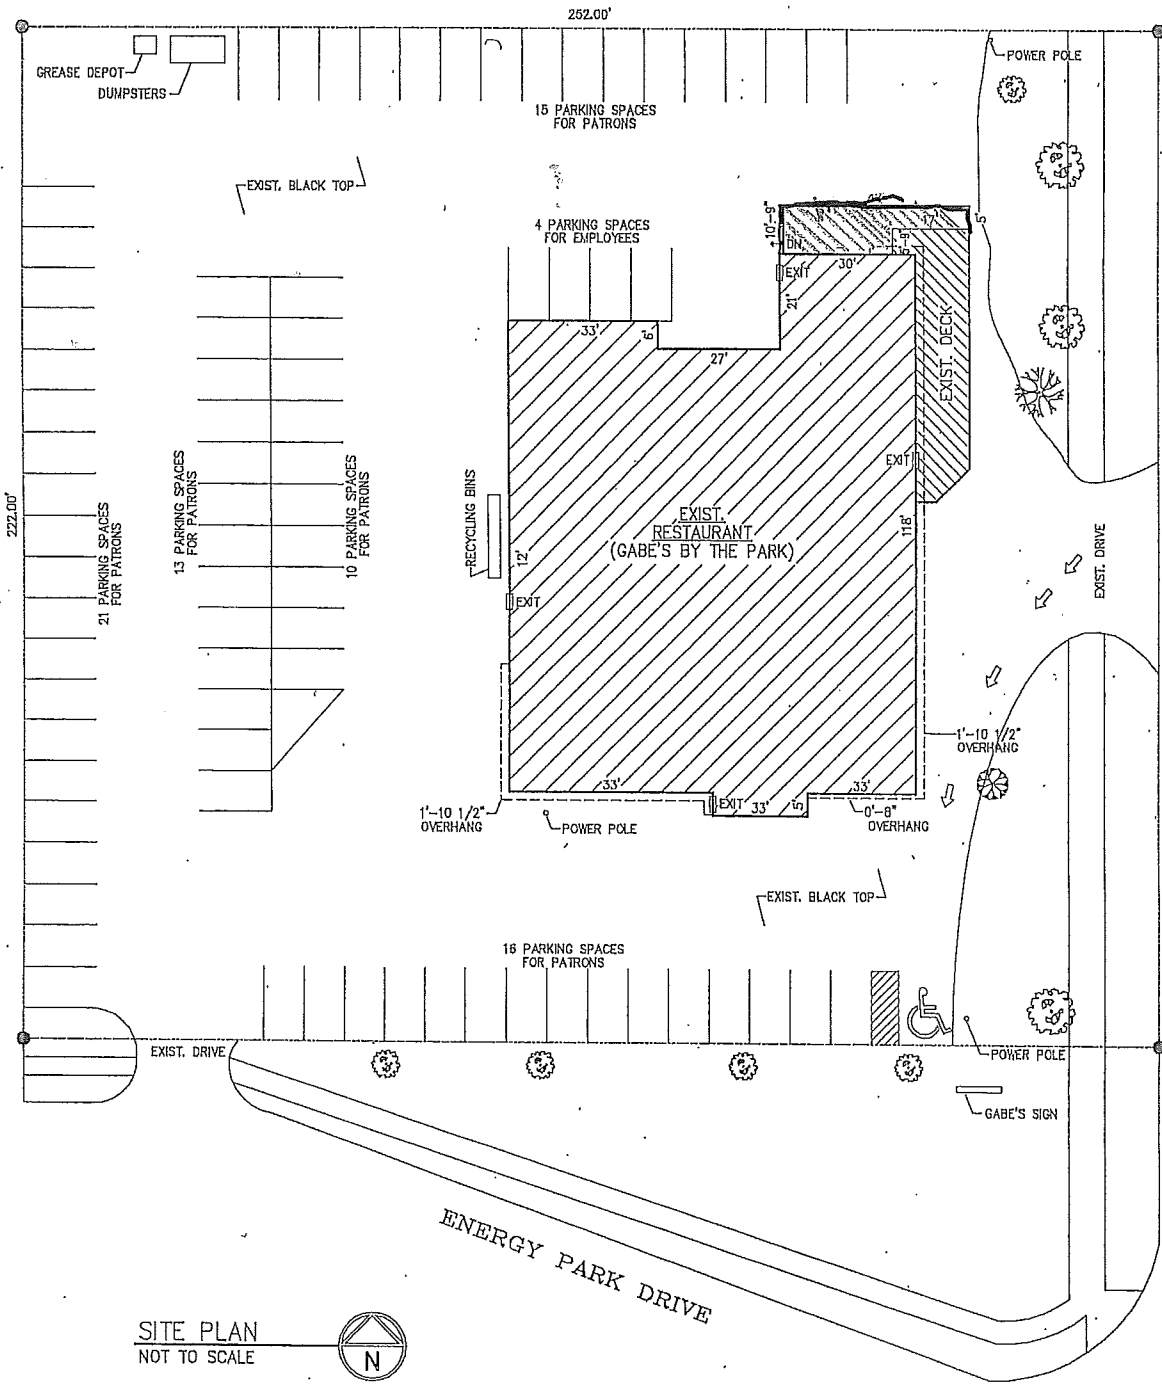 252.00'
GREASE DEPOT
DUMPSTERS
POWER POLE
15 PARKING SPACES
FOR PATRONS
EXIST. BLACK TOP
4 PARKING SPACES
FOR EMPLOYEES
10'-9"
17'
5'
DN
5'-9"
30'
EXIT
21'
33'
6'
27'
EXIST. DECK
EXIT
222.00'
21 PARKING SPACES
FOR PATRONS
13 PARKING SPACES
FOR PATRONS
10 PARKING SPACES
FOR PATRONS
RECYCLING BINS
12'
EXIST.
RESTAURANT
(GABE'S BY THE PARK)
118'
EXIST. DRIVE
EXIT
1'-10 1/2"
OVERHANG
33'
EXIT
33'
5'
33'
1'-10 1/2"
OVERHANG
POWER POLE
0'-8"
OVERHANG
EXIST. BLACK TOP
16 PARKING SPACES
FOR PATRONS
EXIST. DRIVE
POWER POLE
GABE'S SIGN
ENERGY PARK DRIVE
SITE PLAN
NOT TO SCALE
N